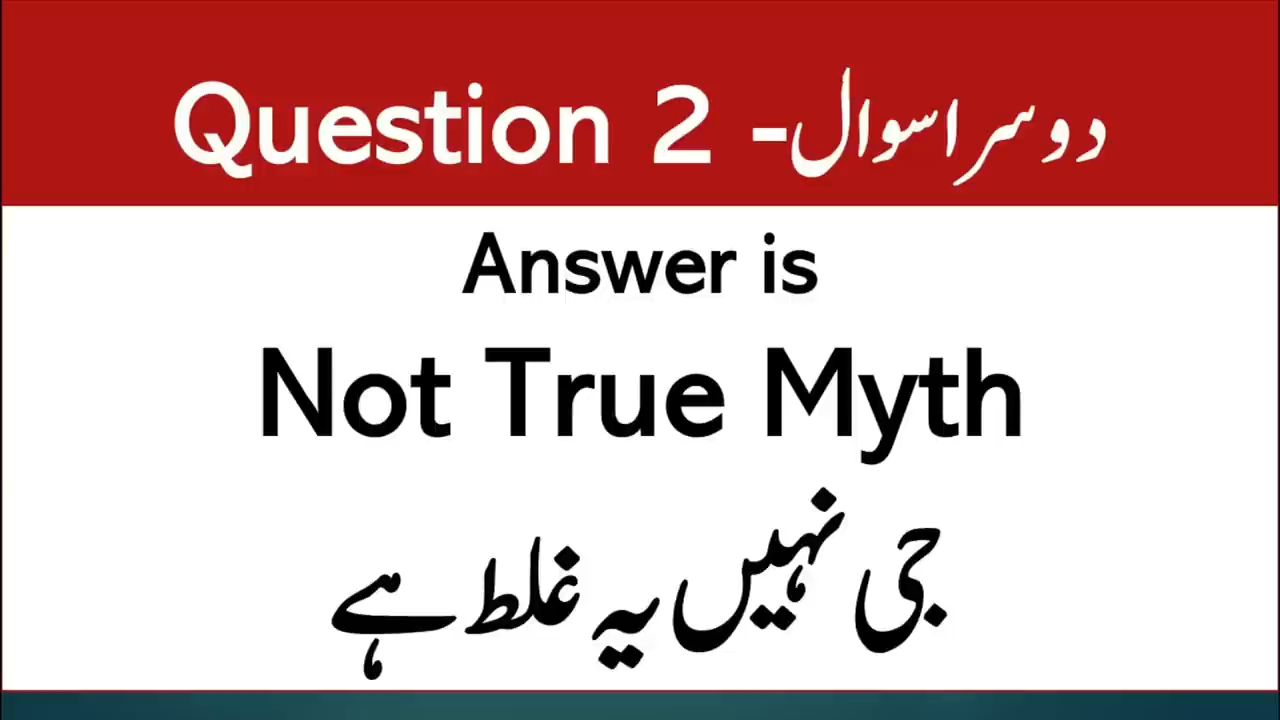 Question 2 - دوسرا سوال
Answer is
Not True Myth
جی نہیں یہ غلط ہے